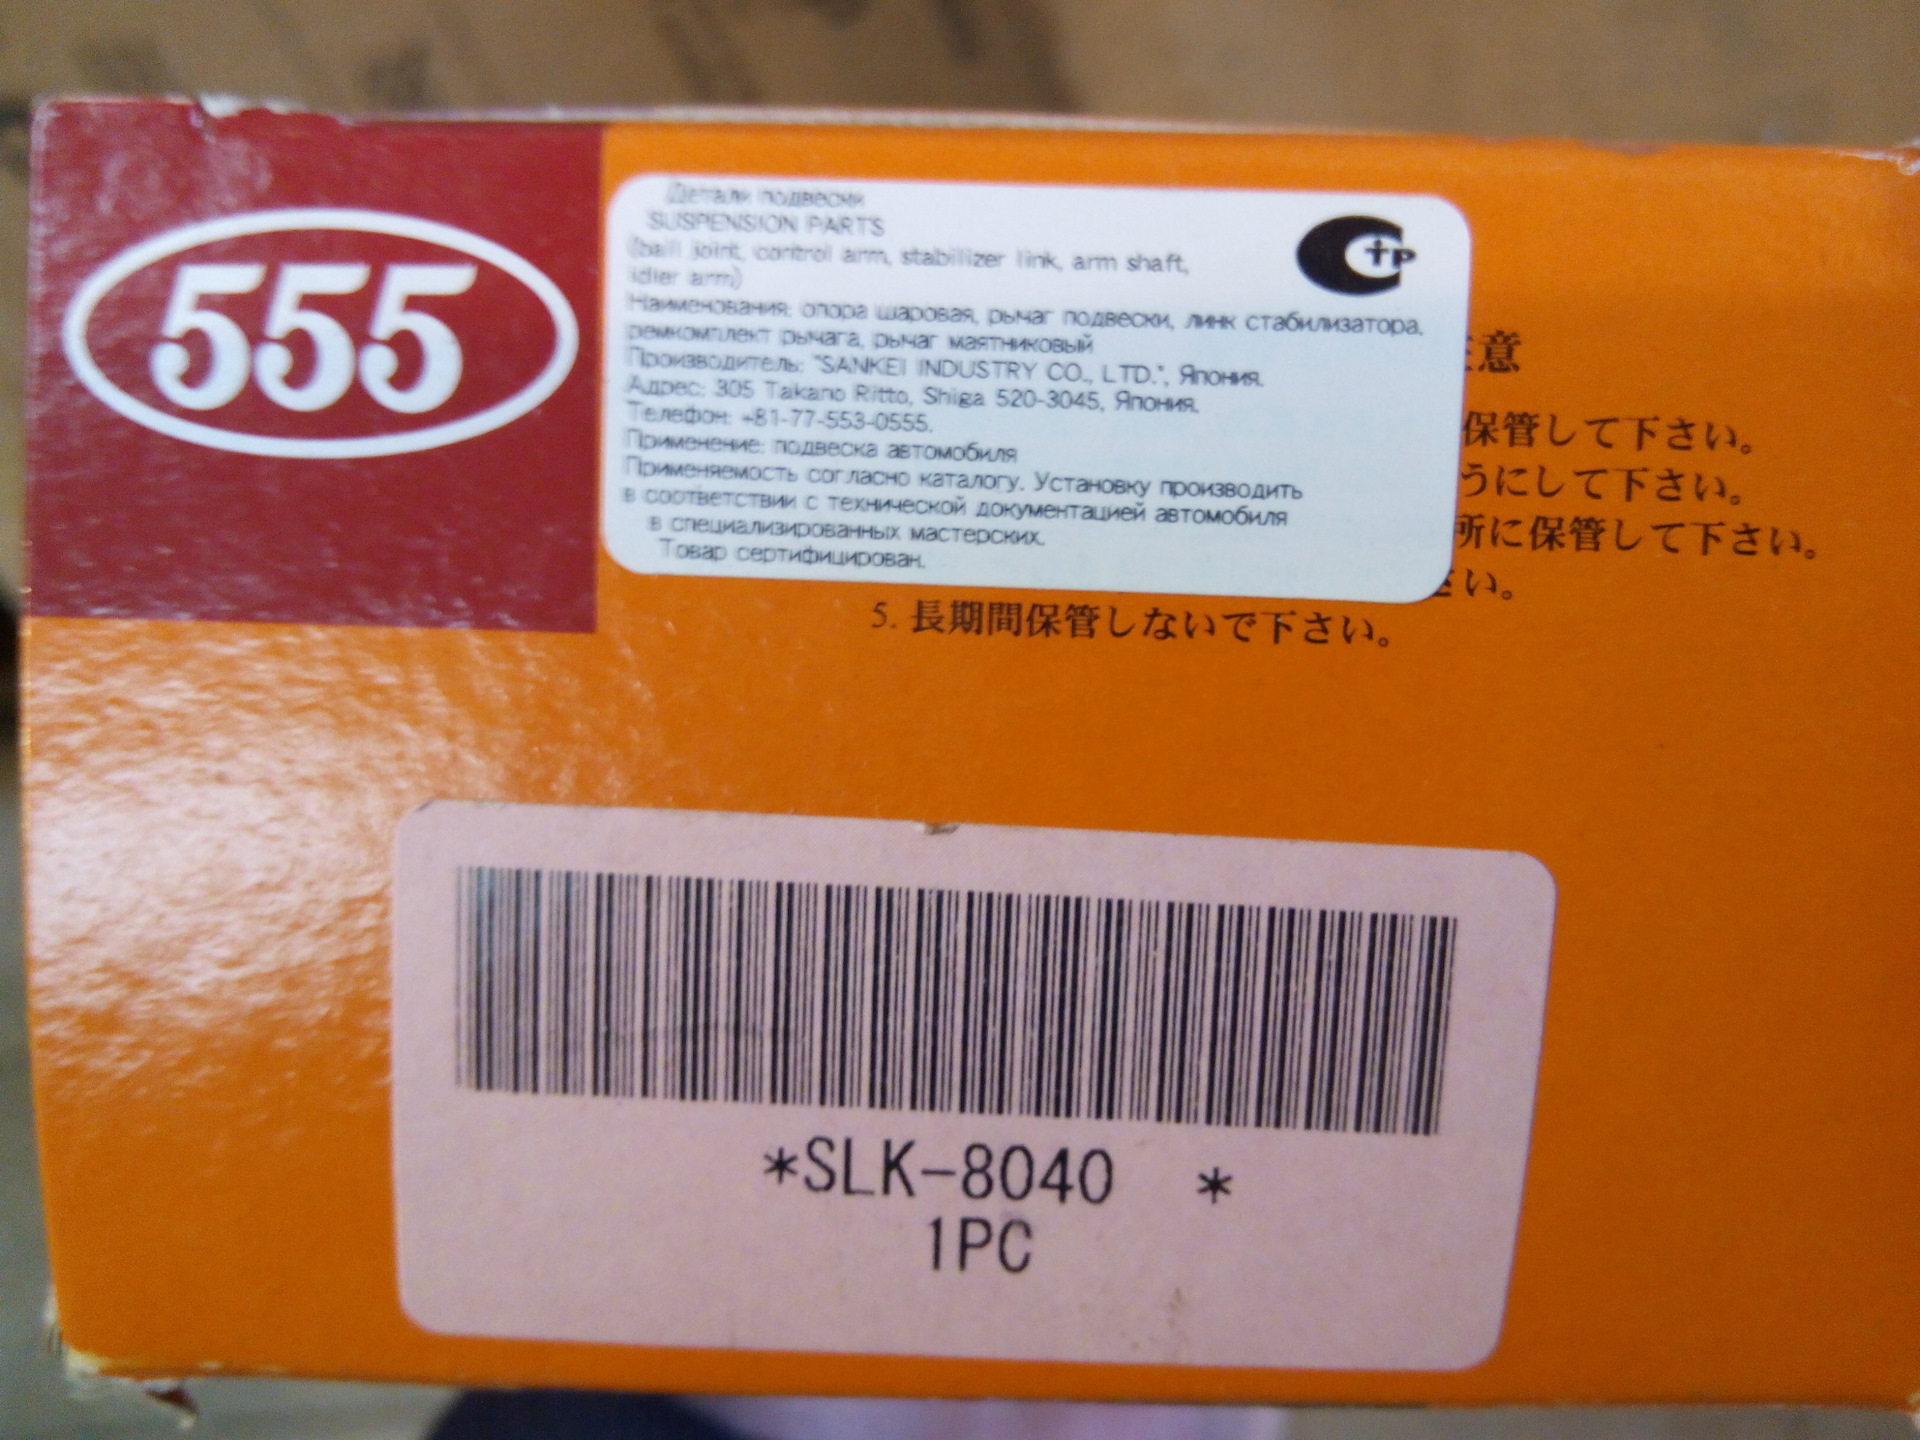 555
Детали подвески
SUSPENSION PARTS
(ball joint, control arm, stabilizer link, arm shaft,
idler arm)
Наименования: опора шаровая, рычаг подвески, линк стабилизатора.
ремкомплект рычага, рычаг маятниковый
Производитель: "SANKEI INDUSTRY CO., LTD.", Япония.
Адрес: 305 Takano Ritto, Shiga 520-3045, Япония.
Телефон: +81-77-553-0555.
Применение: подвеска автомобиля
Применяемость согласно каталогу. Установку производить
в соответствии с технической документацией автомобиля
в специализированных мастерских.
Товар сертифицирован.
Стр
意
保管して下さい。
うにして下さい。
所に保管して下さい。
さい。
5. 長期間保管しないで下さい。
*SLK-8040 *
1PC